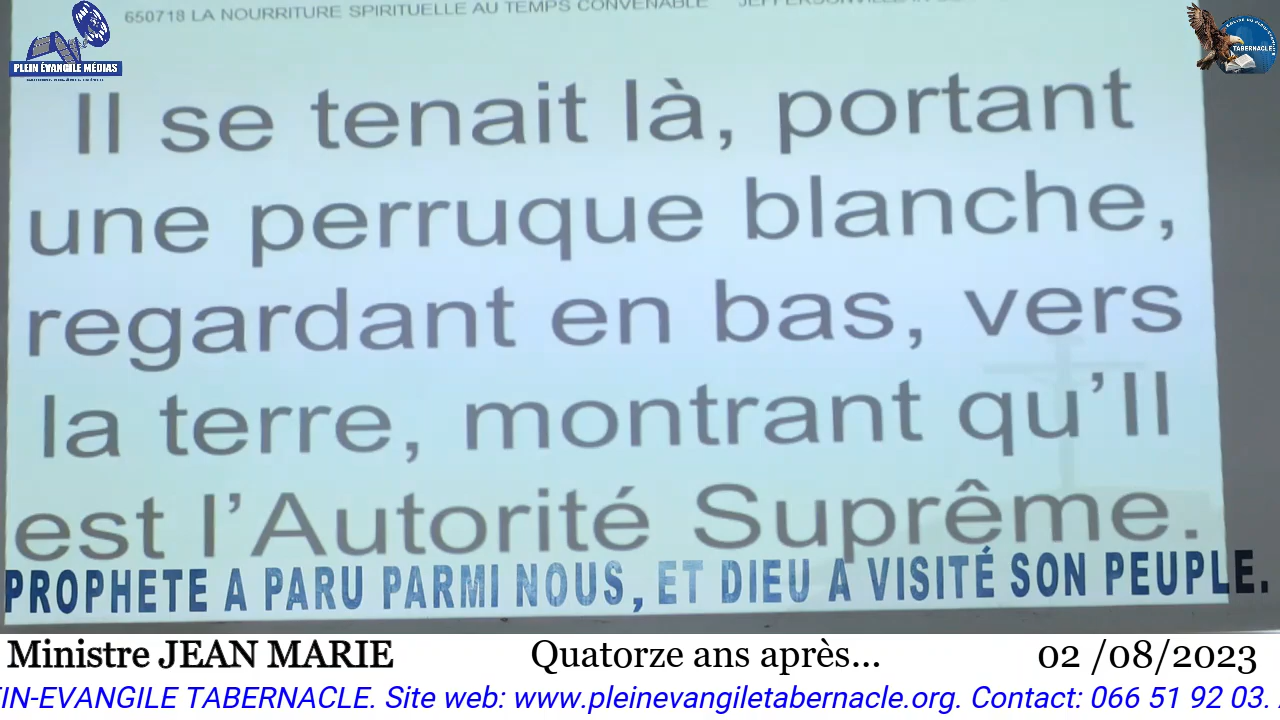 650718 LA NOURRITURE SPIRITUELLE AU TEMPS CONVENABLE
PLEIN ÉVANGILE MÉDIAS
TABERNACLE
Il se tenait là, portant
une perruque blanche,
regardant en bas, vers
la terre, montrant qu’Il
est l’Autorité Suprême.
PROPHETE A PARU PARMI NOUS, ET DIEU A VISITÉ SON PEUPLE.
Ministre JEAN MARIE Quatorze ans après... 02 /08/2023
IN-EVANGILE TABERNACLE. Site web: www.pleinevangiletabernacle.org. Contact: 066 51 92 03.